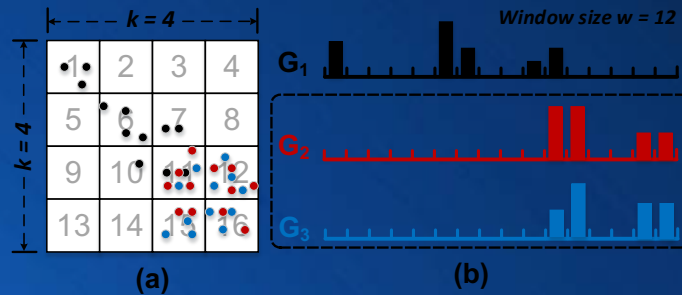 k = 4
Window size w = 12
k = 4
1 2 3 4
5 6 7 8
9 10 11 12
13 14 15 16
G1
G2
G3
(a)
(b)